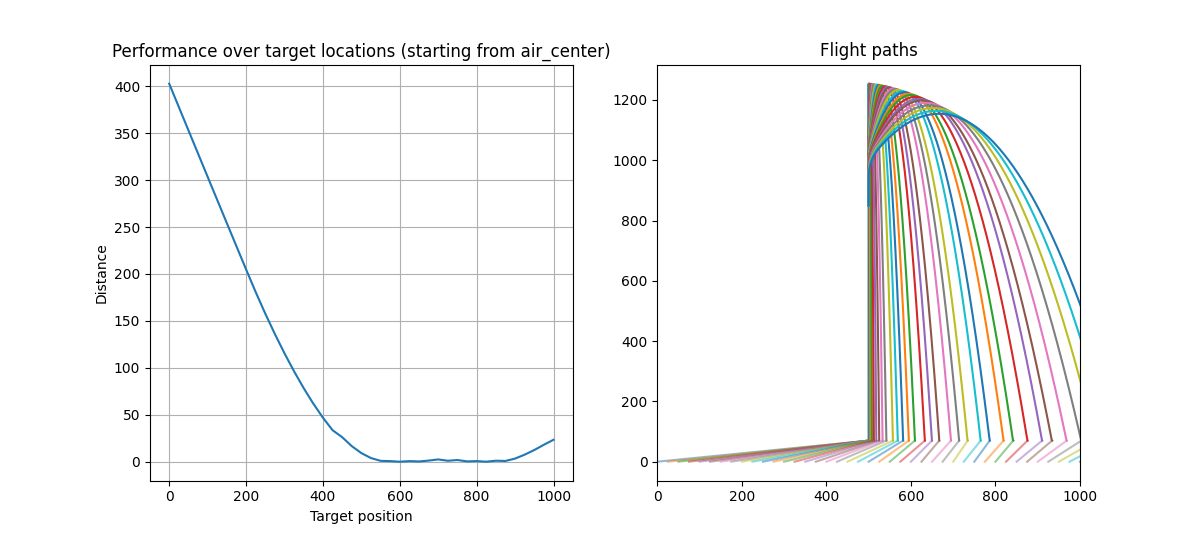 Performance over target locations (starting from air_center)
400
350
300
250
200
150
100
50
0
Distance
0 200 400 600 800 1000
Target position
Flight paths
1200
1000
800
600
400
200
0
0 200 400 600 800 1000